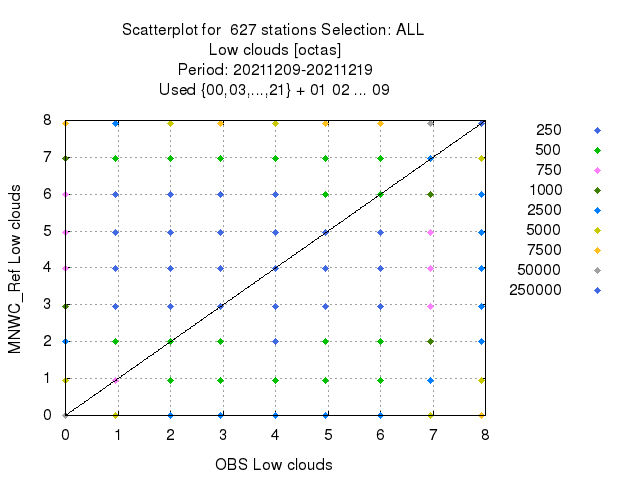 Scatterplot for 627 stations Selection: ALL
Low clouds [octas]
Period: 20211209-20211219
Used {00,03,...,21} + 01 02 ... 09
MNWC_Ref Low clouds
8
7
6
5
4
3
2
1
0
0 1 2 3 4 5 6 7 8
OBS Low clouds
250
500
750
1000
2500
5000
7500
50000
250000